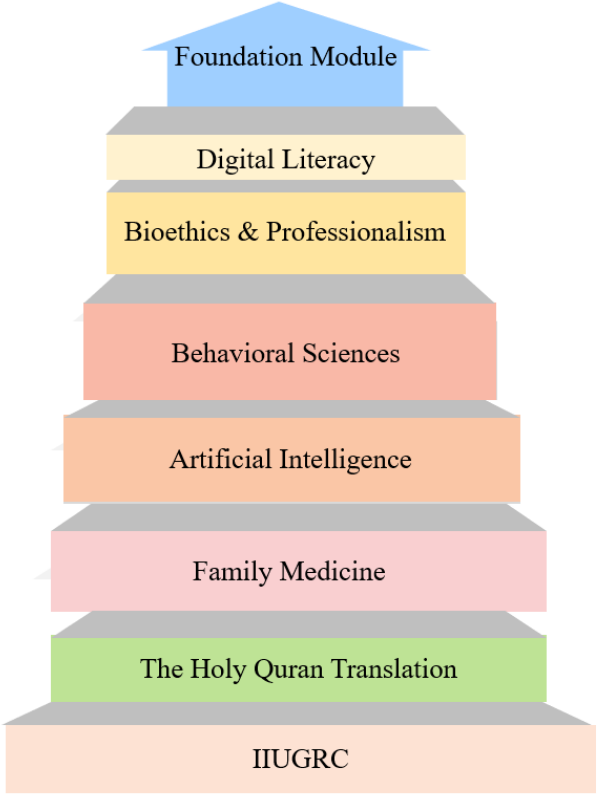 Foundation Module
Digital Literacy
Bioethics & Professionalism
Behavioral Sciences
Artificial Intelligence
Family Medicine
The Holy Quran Translation
IIUGRC